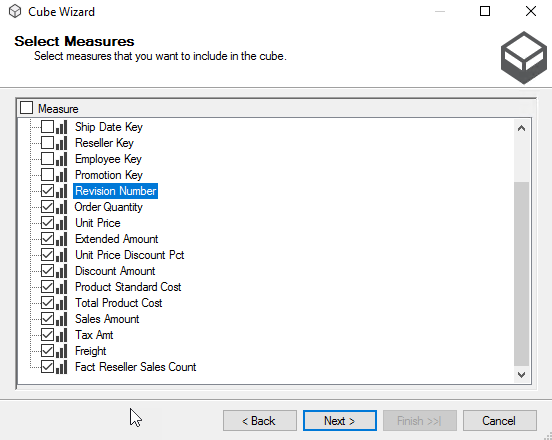 Cube Wizard
Select Measures
Select measures that you want to include in the cube.
Measure
Ship Date Key
Reseller Key
Employee Key
Promotion Key
Revision Number
Order Quantity
Unit Price
Extended Amount
Unit Price Discount Pct
Discount Amount
Product Standard Cost
Total Product Cost
Sales Amount
Tax Amt
Freight
Fact Reseller Sales Count
< Back
Next >
Finish >>|
Cancel